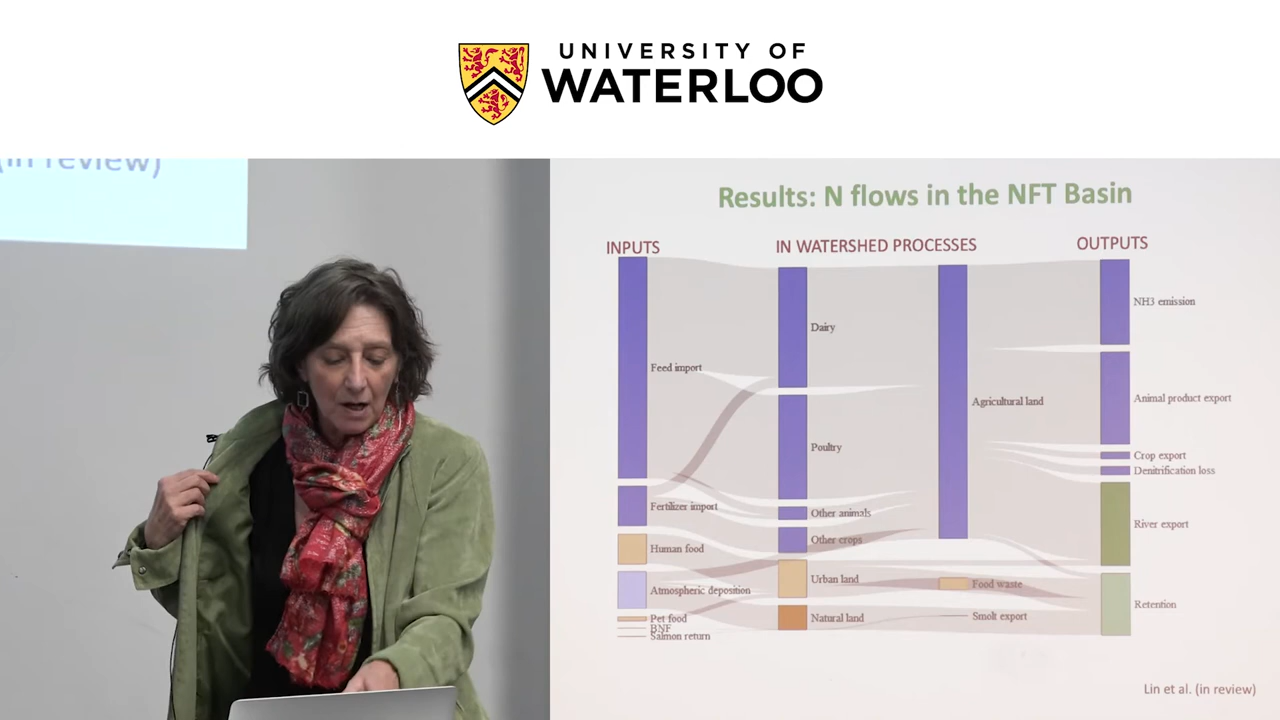 UNIVERSITY OF
WATERLOO
(in review)
Results: N flows in the NFT Basin
INPUTS
IN WATERSHED PROCESSES
OUTPUTS
Feed import
Fertilizer import
Human food
Atmospheric deposition
Pet food
BNF
Salmon return
Dairy
Poultry
Other animals
Other crops
Urban land
Natural land
Agricultural land
Food waste
Smolt export
NH3 emission
Animal product export
Crop export
Denitrification loss
River export
Retention
Lin et al. (in review)